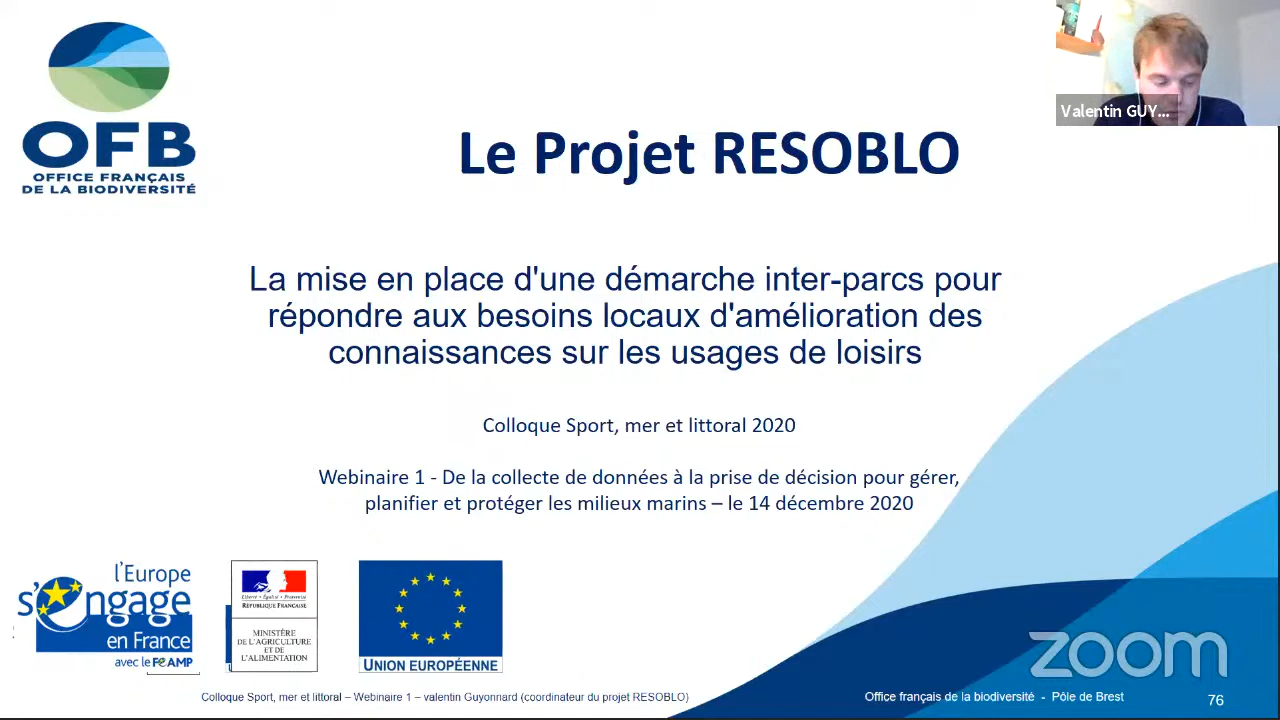 OFB
OFFICE FRANÇAIS
DE LA BIODIVERSITÉ
Valentin GUY...
Le Projet RESOBLO
La mise en place d'une démarche inter-parcs pour
répondre aux besoins locaux d'amélioration des
connaissances sur les usages de loisirs
Colloque Sport, mer et littoral 2020
Webinaire 1 - De la collecte de données à la prise de décision pour gérer,
planifier et protéger les milieux marins – le 14 décembre 2020
l'Europe
s'engage
en France
avec le FEAMP
Liberté • Égalité • Fraternité
RÉPUBLIQUE FRANÇAISE
MINISTÈRE
DE L'AGRICULTURE
ET DE
L'ALIMENTATION
UNION EUROPÉENNE
zoom
Colloque Sport, mer et littoral – Webinaire 1 – valentin Guyonnard (coordinateur du projet RESOBLO)
Office français de la biodiversité - Pôle de Brest
76